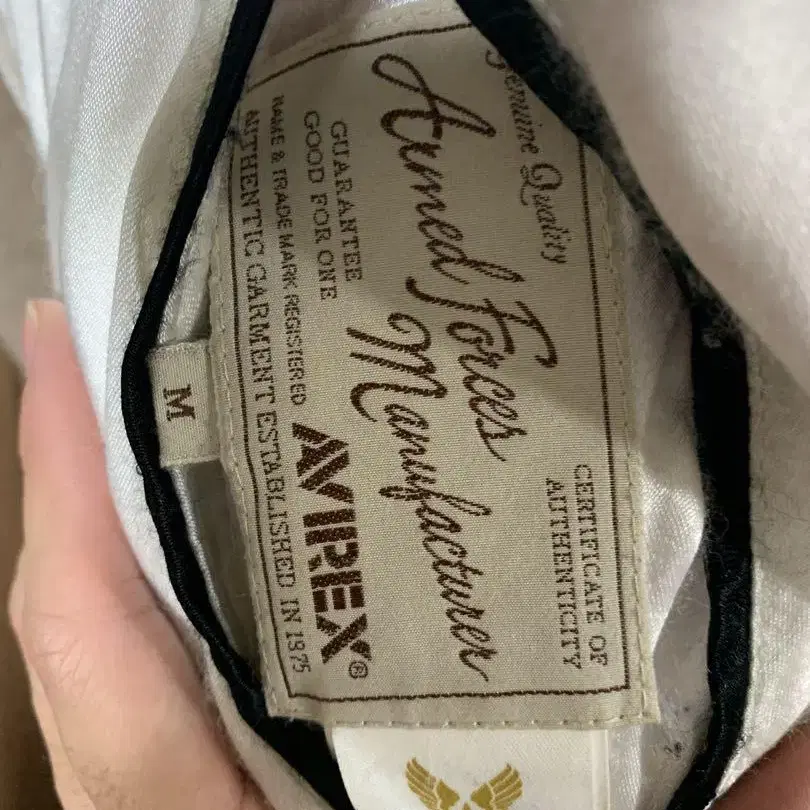 Genuine Quality
CERTIFICATE OF
AUTHENTICITY
Armed Forces
Manufacturer
GUARANTEE
GOOD FOR ONE
AVIREX®
NAME & TRADE MARK REGISTERED
AUTHENTIC GARMENT ESTABLISHED IN 1975
M